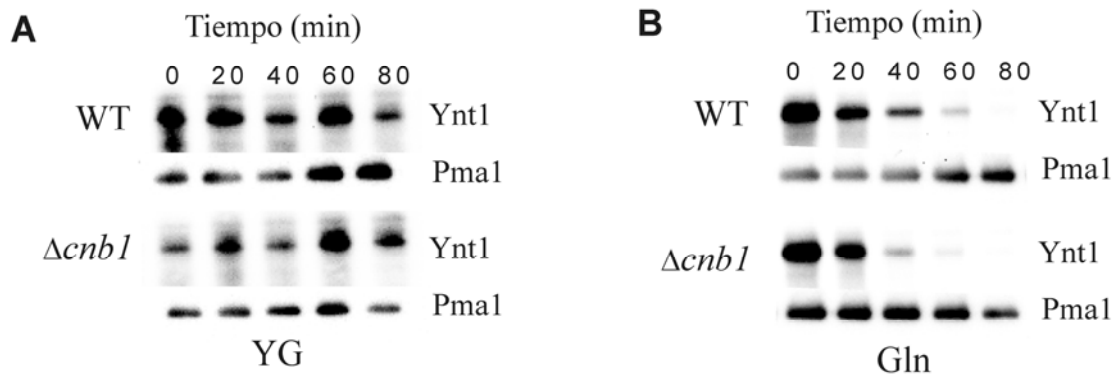 A
Tiempo (min)
0 20 40 60 80
WT
Ynt1
Pma1
Δcnb1
Ynt1
Pma1
YG
B
Tiempo (min)
0 20 40 60 80
WT
Ynt1
Pma1
Δcnb1
Ynt1
Pma1
Gln